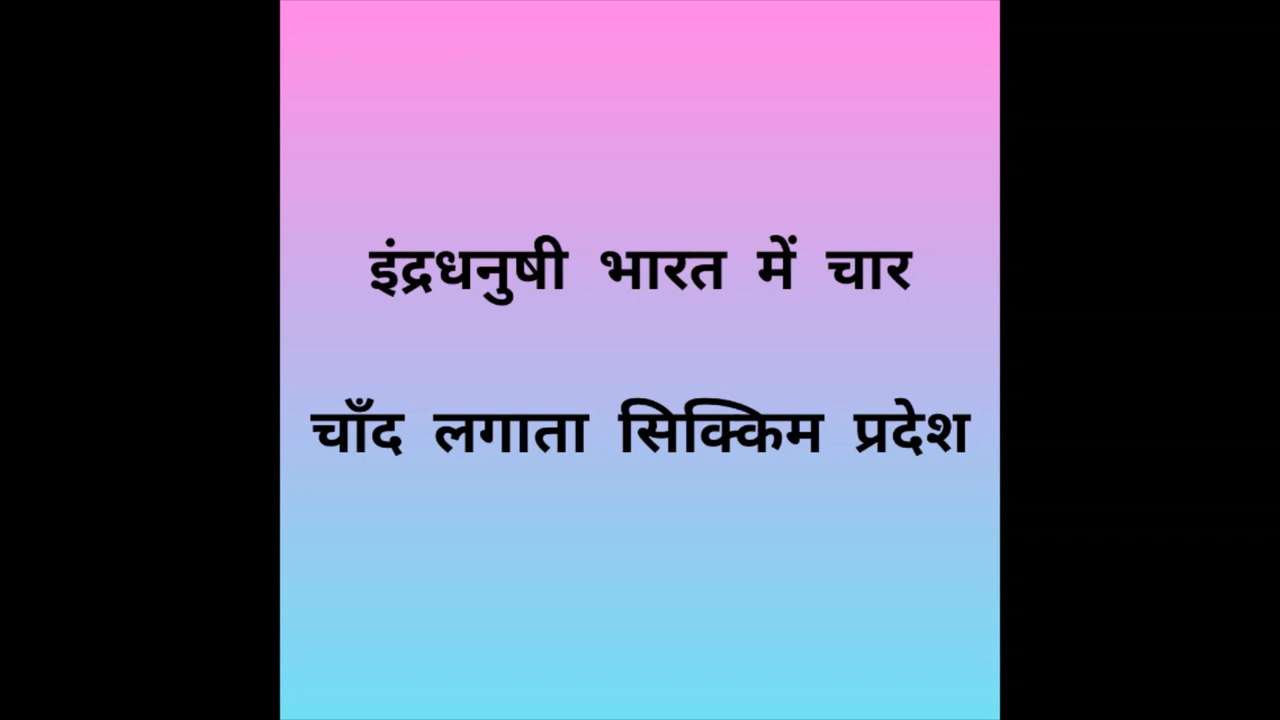 इंद्रधनुषी भारत में चार
चाँद लगाता सिक्किम प्रदेश